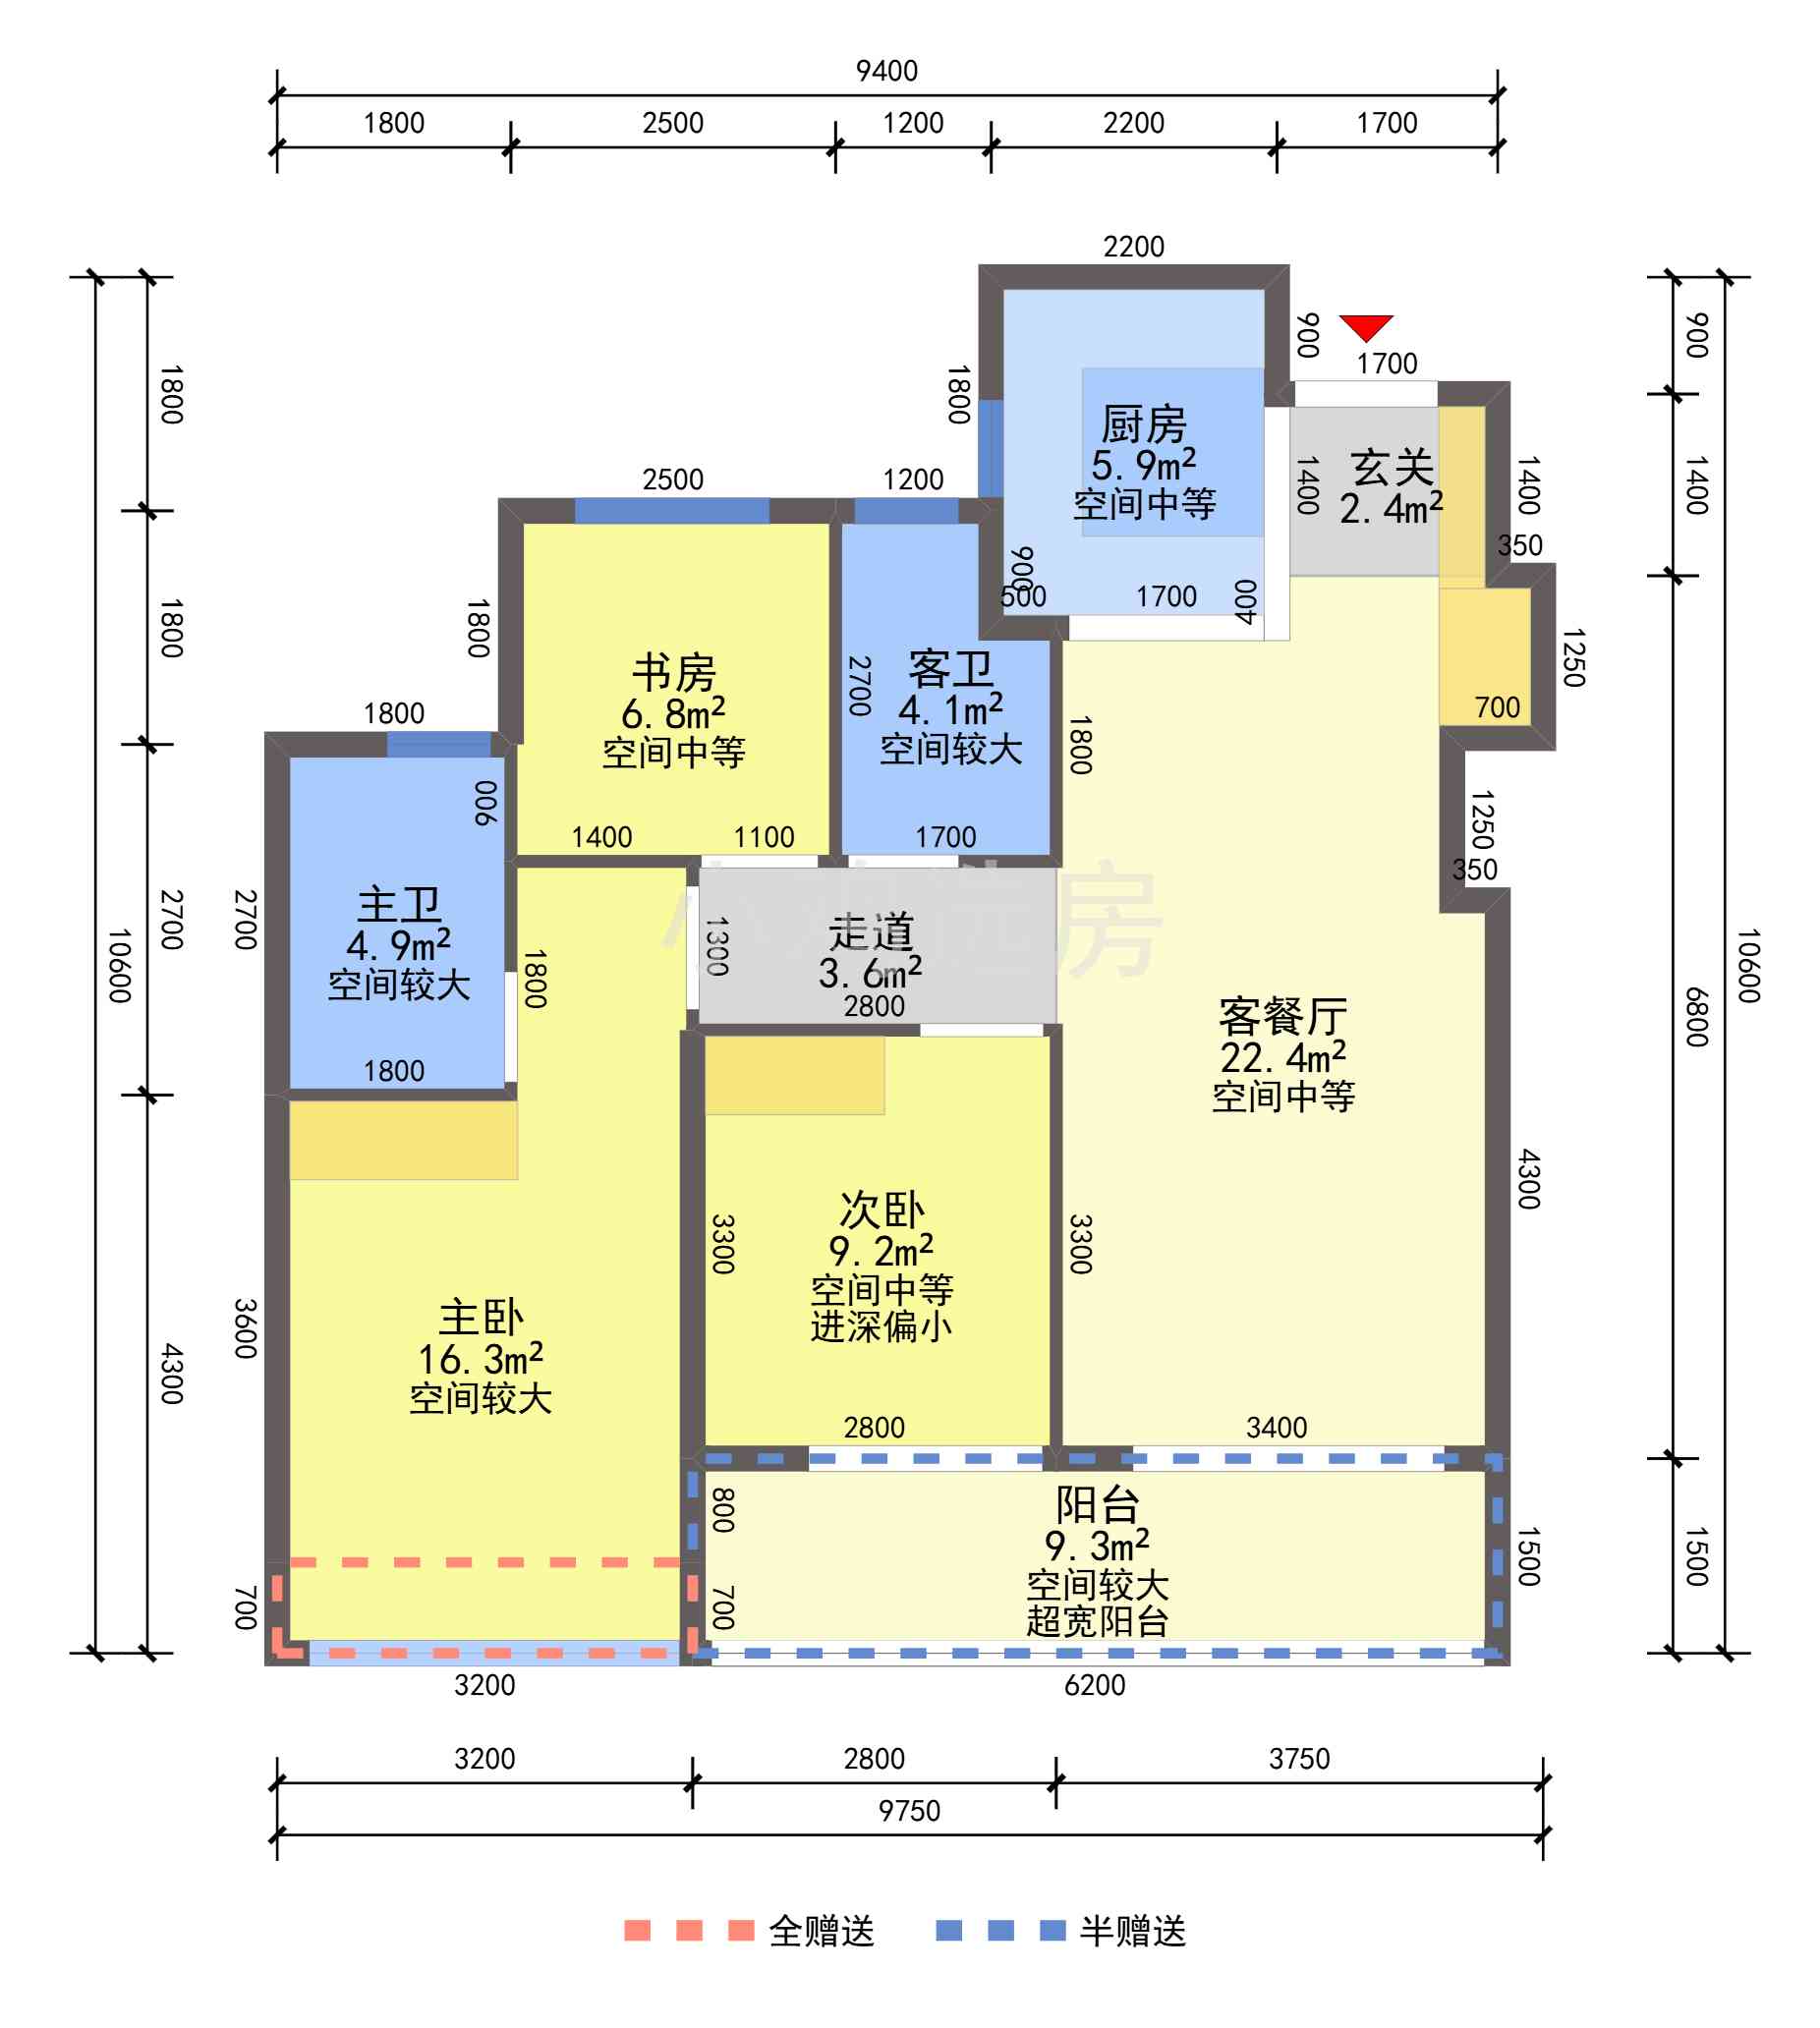 9400
1800
2500
1200
2200
1700
2200
900
1700
1800
900
1800
1400
1400
1400
厨房
5.9m²
空间中等
玄关
2.4m²
2500
1200
350
900
500
1700
400
1800
1800
1250
书房
6.8m²
空间中等
2700
客卫
4.1m²
空间较大
700
1800
1800
900
1400
1100
1700
1250
350
主卫
4.9m²
空间较大
2700
2700
10600
1800
1300
走道
3.6m²
2800
房
10600
6800
1800
客餐厅
22.4m²
空间中等
4300
次卧
9.2m²
空间中等
进深偏小
3300
3300
主卧
16.3m²
空间较大
3600
4300
2800
3400
800
阳台
9.3m²
空间较大
超宽阳台
1500
1500
700
700
3200
6200
3200
2800
3750
9750
全赠送
半赠送